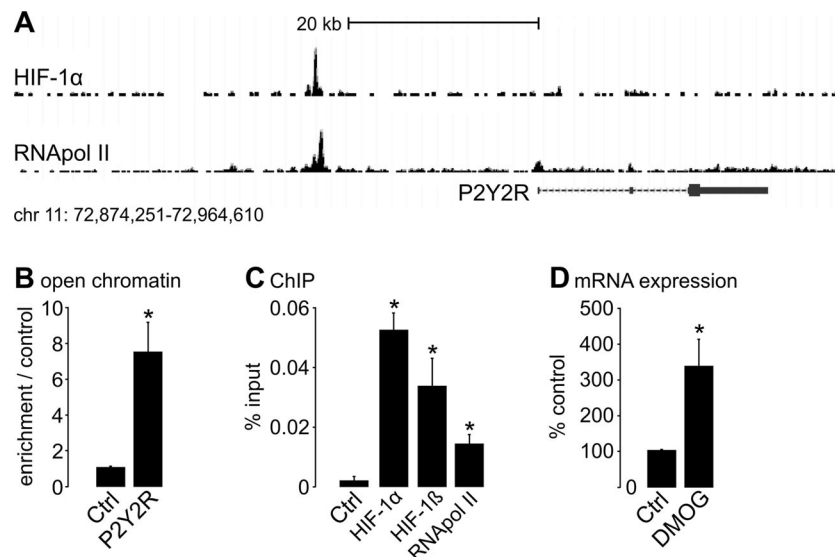 A
20 kb
HIF-1α
RNApol II
P2Y2R
chr 11: 72,874,251-72,964,610
B open chromatin
enrichment / control
10
8
6
4
2
0
*
Ctrl
P2Y2R
C ChIP
% input
0.06
0.04
0.02
0
*
*
*
Ctrl
HIF-1α
HIF-1ß
RNApol II
D mRNA expression
% control
500
400
300
200
100
0
*
Ctrl
DMOG